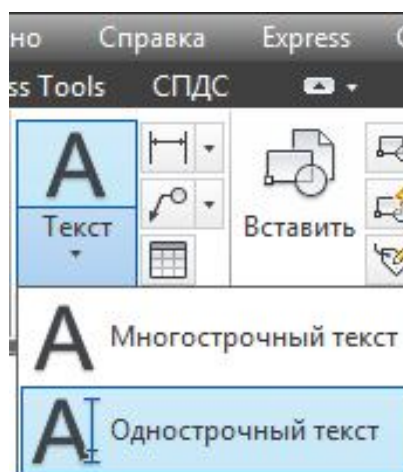 но Справка Express
ss Tools СПДС
Текст
Вставить
Многострочный текст
Однострочный текст